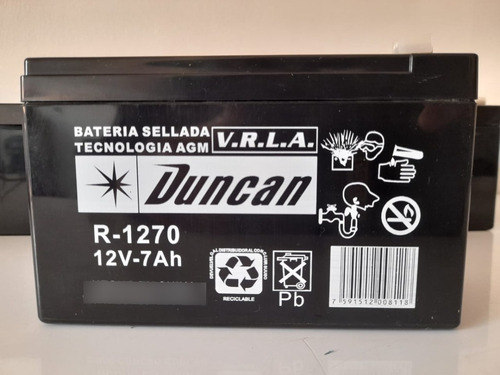 BATERIA SELLADA
TECNOLOGIA AGM
V.R.L.A.
Duncan
R-1270
12V-7Ah
RECICLABLE
Pb
7 591512 008118